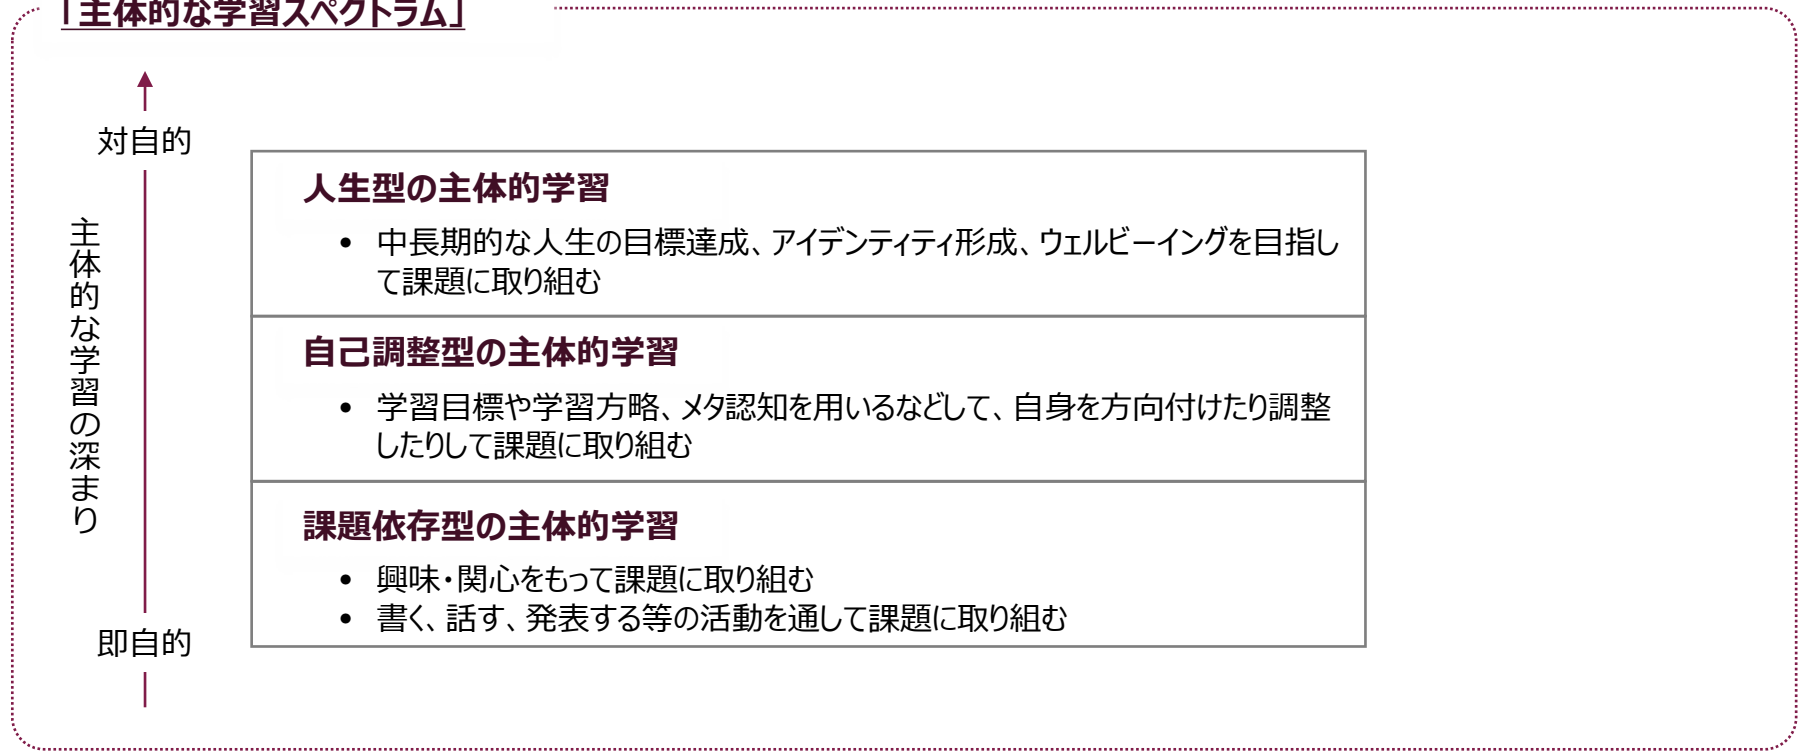 「主体的な学習スペクトラム」
対自的
主体的な学習の深まり
即自的
人生型の主体的学習
• 中長期的な人生の目標達成、アイデンティティ形成、ウェルビーイングを目指し
て課題に取り組む
自己調整型の主体的学習
• 学習目標や学習方略、メタ認知を用いるなどして、自身を方向付けたり調整
したりして課題に取り組む
課題依存型の主体的学習
• 興味・関心をもって課題に取り組む
• 書く、話す、発表する等の活動を通して課題に取り組む